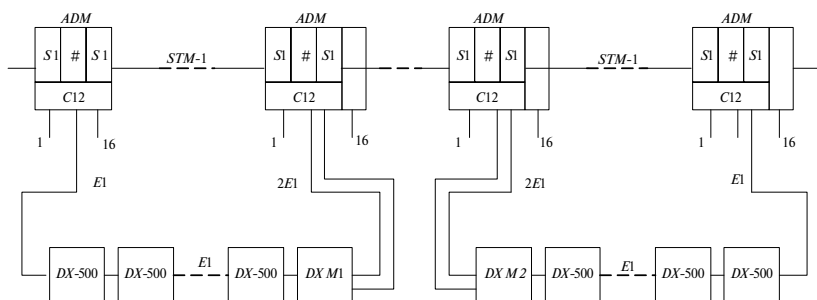 ADM ADM ADM ADM
S1 # S1 STM-1 S1 # S1 S1 # S1 STM-1 S1 # S1
C12 C12 C12 C12
1 16 1 16 1 16 1 16
E1 2E1 2E1 E1
DX-500 DX-500 E1 DX-500 DX M1 DX M2 DX-500 E1 DX-500 DX-500